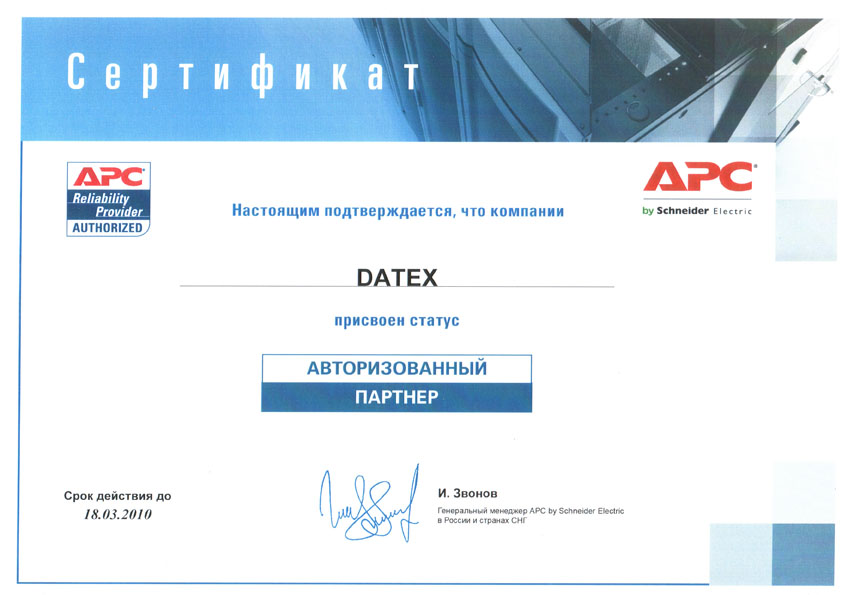 Сертификат
APC
Reliability
Provider
AUTHORIZED
APC
by Schneider Electric
Настоящим подтверждается, что компании
DATEX
присвоен статус
АВТОРИЗОВАННЫЙ
ПАРТНЕР
Срок действия до
18.03.2010
И. Звонов
Генеральный менеджер APC by Schneider Electric
в России и странах СНГ